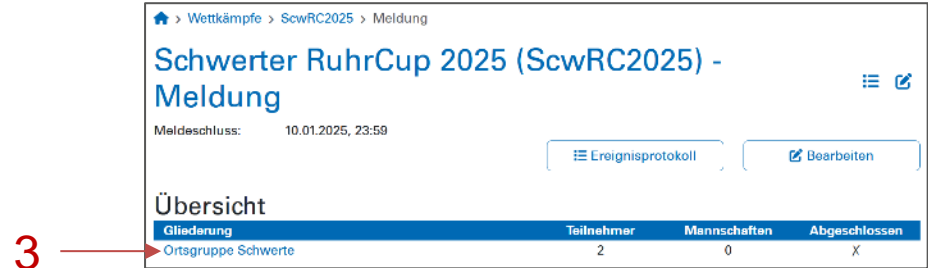 Wettkämpfe > ScwRC2025 > Meldung
Schwerter RuhrCup 2025 (ScwRC2025) -
Meldung
Meldeschluss: 10.01.2025, 23:59
Ereignisprotokoll Bearbeiten
Übersicht
Gliederung Teilnehmer Mannschaften Abgeschlossen
3 Ortsgruppe Schwerte 2 0 X